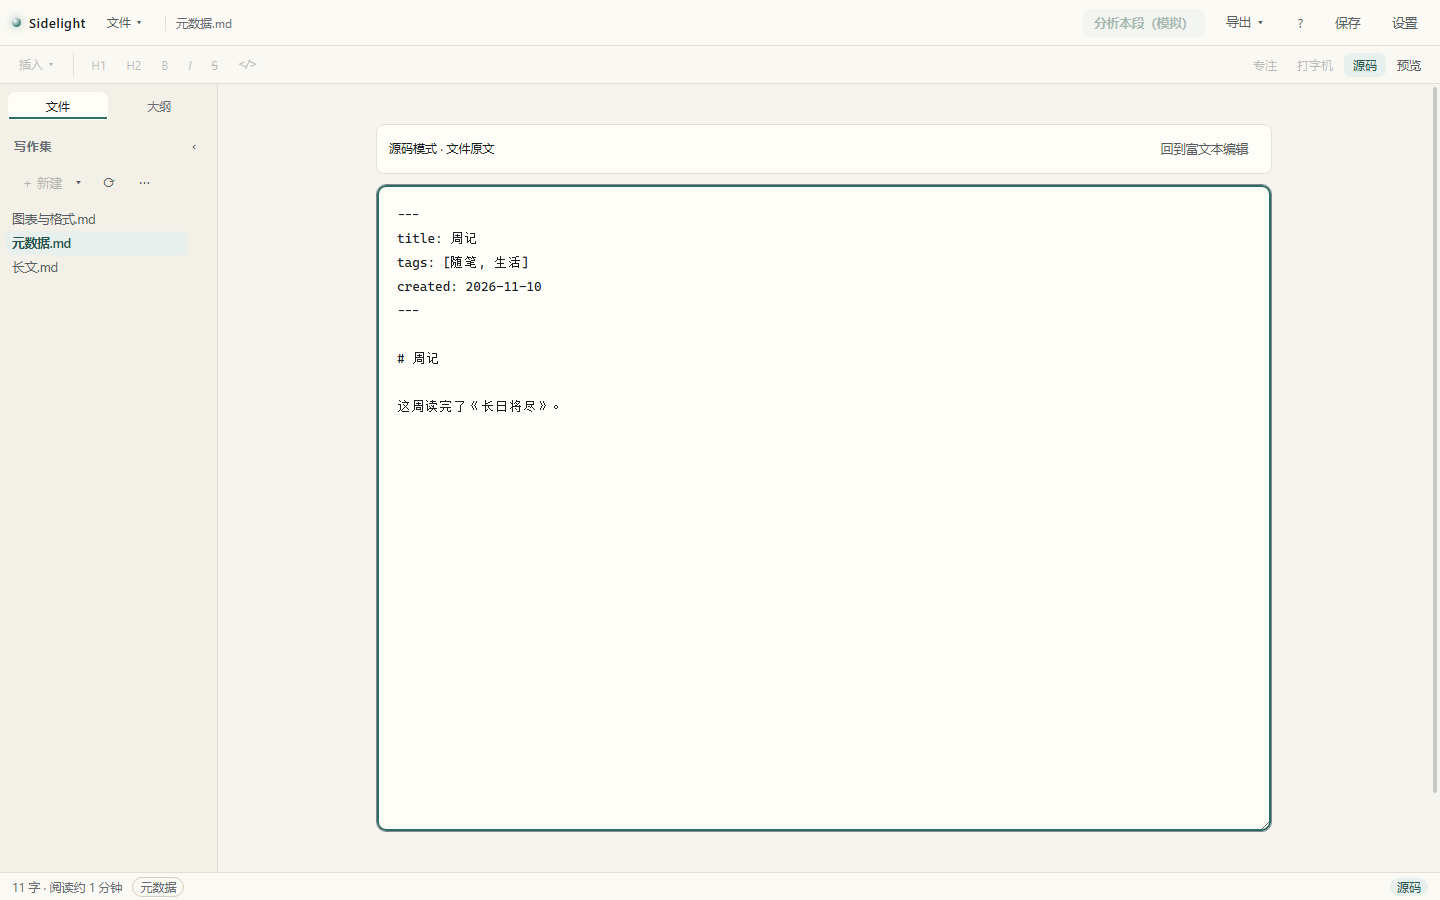 Sidelight 文件 元数据.md 分析本段（模拟） 导出 ? 保存 设置
插入 H1 H2 B I S </> 专注 打字机 源码 预览
文件 大纲
写作集
+ 新建 ...
图表与格式.md
元数据.md
长文.md
源码模式 · 文件原文 回到富文本编辑
---
title: 周记
tags: [随笔, 生活]
created: 2026-11-10
---
# 周记
这周读完了《长日将尽》。
11 字 · 阅读约 1 分钟 元数据 源码